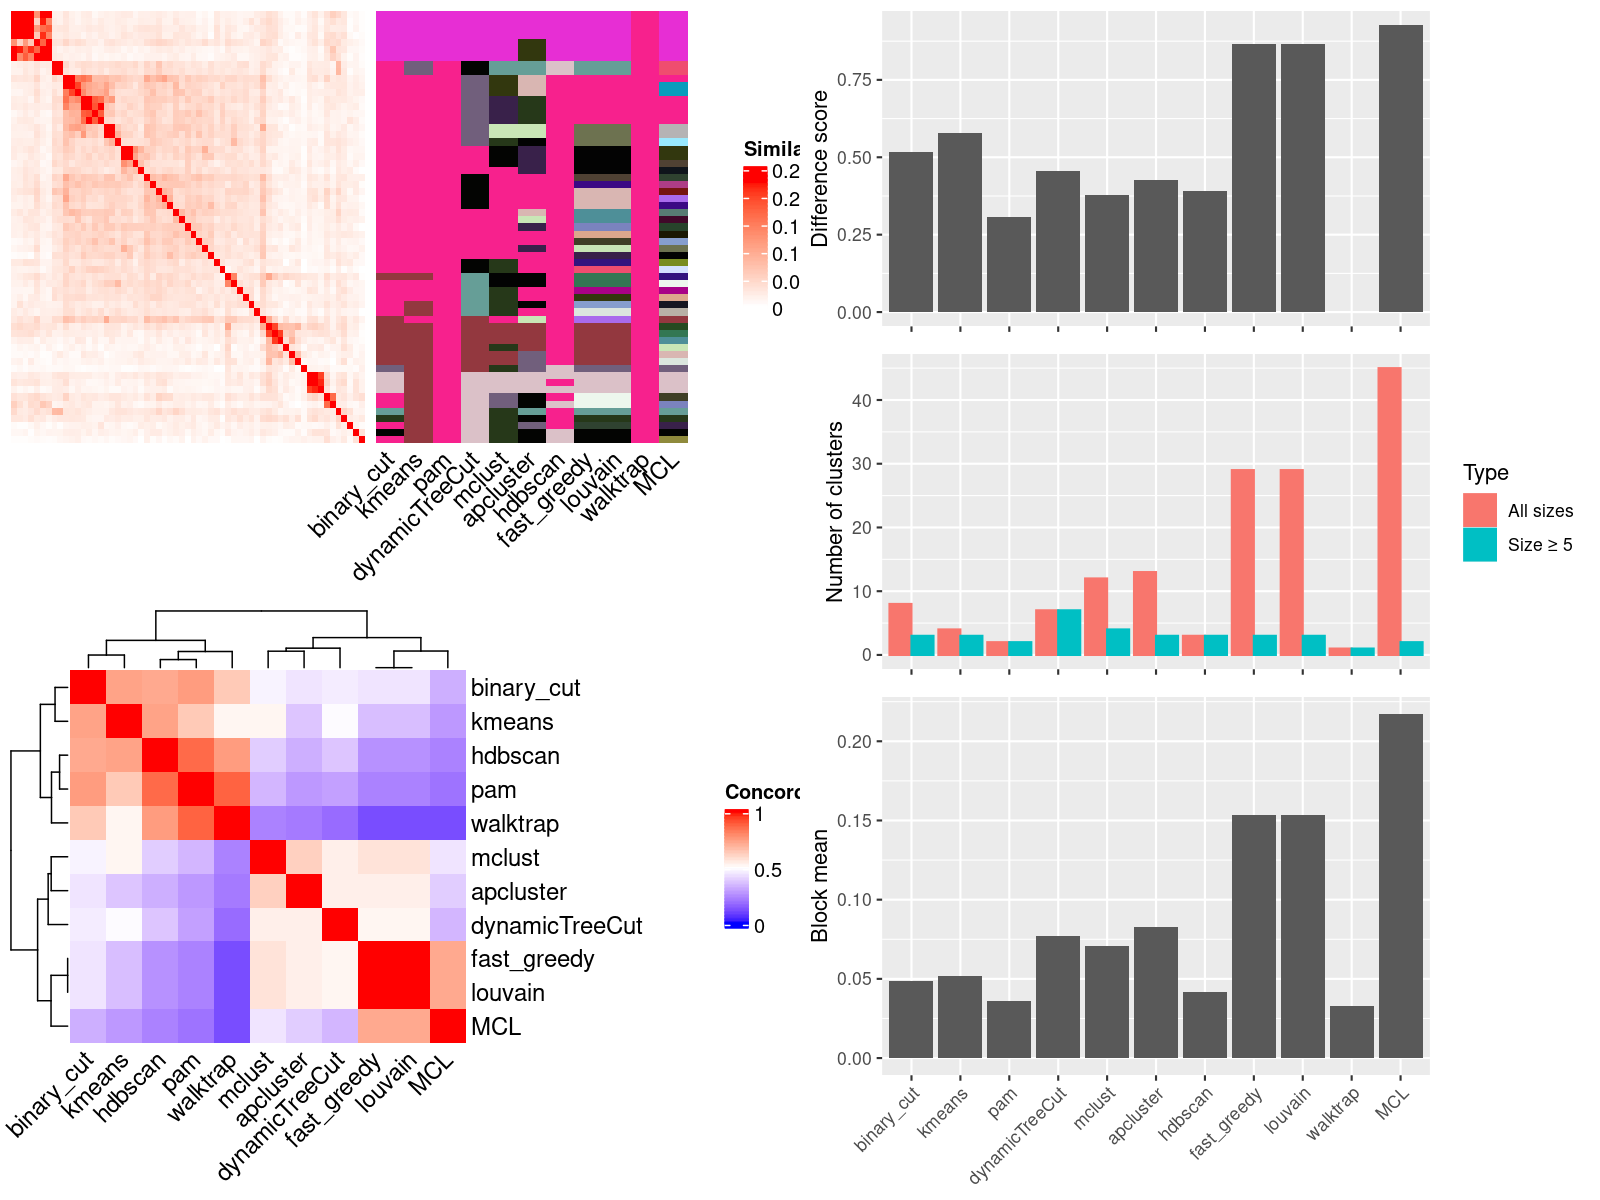 Simila
0.2
0.2
0.1
0.1
0.0
0
binary_cut
kmeans
pam
dynamicTreeCut
mclust
apcluster
hdbscan
fast_greedy
louvain
walktrap
MCL
binary_cut
kmeans
hdbscan
pam
walktrap
mclust
apcluster
dynamicTreeCut
fast_greedy
louvain
MCL
binary_cut
kmeans
hdbscan
pam
walktrap
mclust
apcluster
dynamicTreeCut
fast_greedy
louvain
MCL
Concord
1
0.5
0
Difference score
0.75
0.50
0.25
0.00
Number of clusters
40
30
20
10
0
Type
All sizes
Size ≥ 5
Block mean
0.20
0.15
0.10
0.05
0.00
binary_cut
kmeans
pam
dynamicTreeCut
mclust
apcluster
hdbscan
fast_greedy
louvain
walktrap
MCL